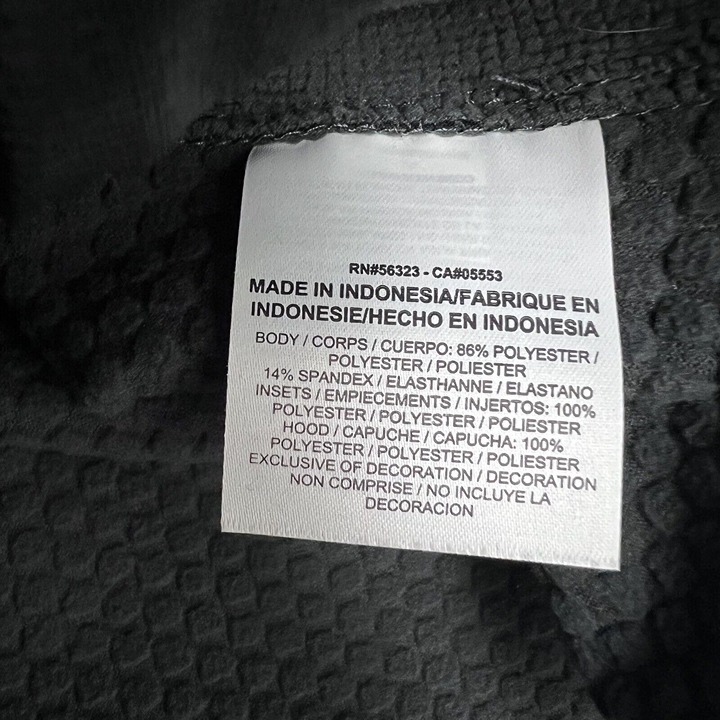 RN#56323 - CA#05553
MADE IN INDONESIA/FABRIQUE EN
INDONESIE/HECHO EN INDONESIA
BODY / CORPS / CUERPO: 86% POLYESTER /
POLYESTER / POLIESTER
14% SPANDEX / ELASTHANNE / ELASTANO
INSETS / EMPIECEMENTS / INJERTOS: 100%
POLYESTER / POLYESTER / POLIESTER
HOOD / CAPUCHE / CAPUCHA: 100%
POLYESTER / POLYESTER / POLIESTER
EXCLUSIVE OF DECORATION / DECORATION
NON COMPRISE / NO INCLUYE LA
DECORACION